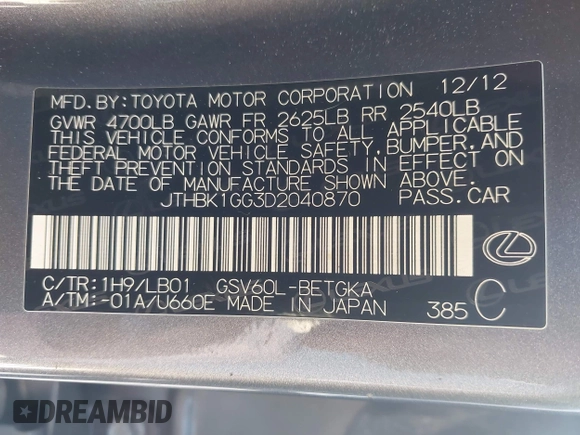 MFD. BY: TOYOTA MOTOR CORPORATION 12/12
GVWR 4700LB GAWR FR 2625LB RR 2540LB
THIS VEHICLE CONFORMS TO ALL APPLICABLE
FEDERAL MOTOR VEHICLE SAFETY, BUMPER, AND
THEFT PREVENTION STANDARDS IN EFFECT ON
THE DATE OF MANUFACTURE SHOWN ABOVE.
JTHBK1GG3D2040870 PASS. CAR
C/TR: 1H9/LB01 GSV60L-BETGKA
A/TM: -01A/U660E MADE IN JAPAN 385 C
DREAMBID